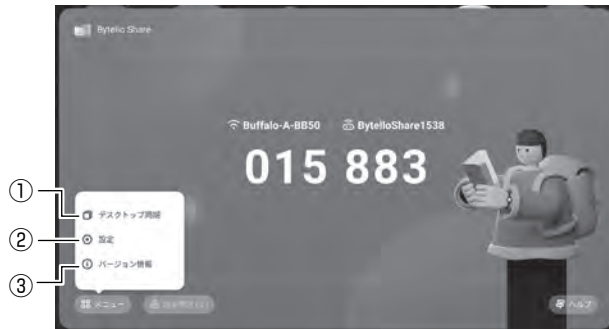 Bytello Share
Buffalo-A-BB50 BytelloShare1538
015 883
① デスクトップ同期
② 設定
③ バージョン情報
メニュー
ヘルプ